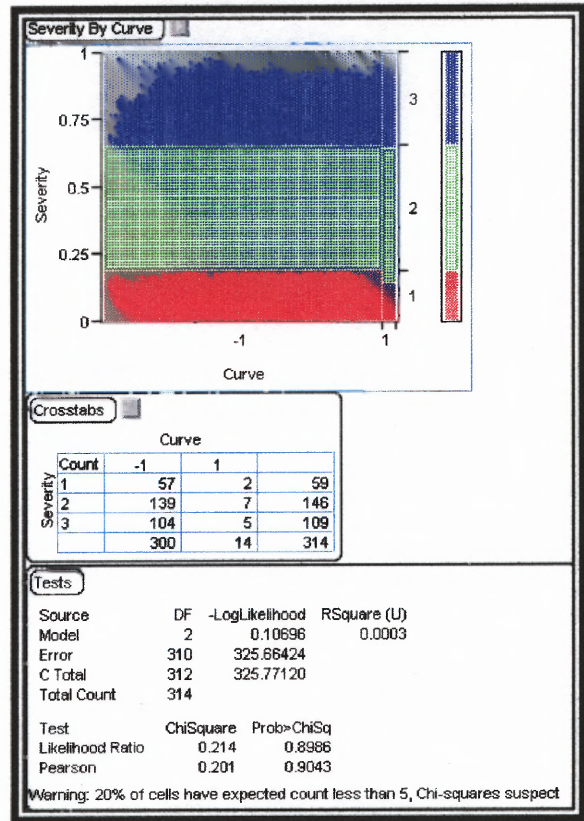 Severity By Curve
1
0.75
0.5
0.25
0
Severity
3
2
1
-1 1
Curve
Crosstabs
Curve
Severity
Count -1 1
1 57 2 59
2 139 7 146
3 104 5 109
300 14 314
Tests
Source DF -LogLikelihood RSquare (U)
Model 2 0.10696 0.0003
Error 310 325.66424
C Total 312 325.77120
Total Count 314
Test ChiSquare Prob>ChiSq
Likelihood Ratio 0.214 0.8986
Pearson 0.201 0.9043
Warning: 20% of cells have expected count less than 5, Chi-squares suspect